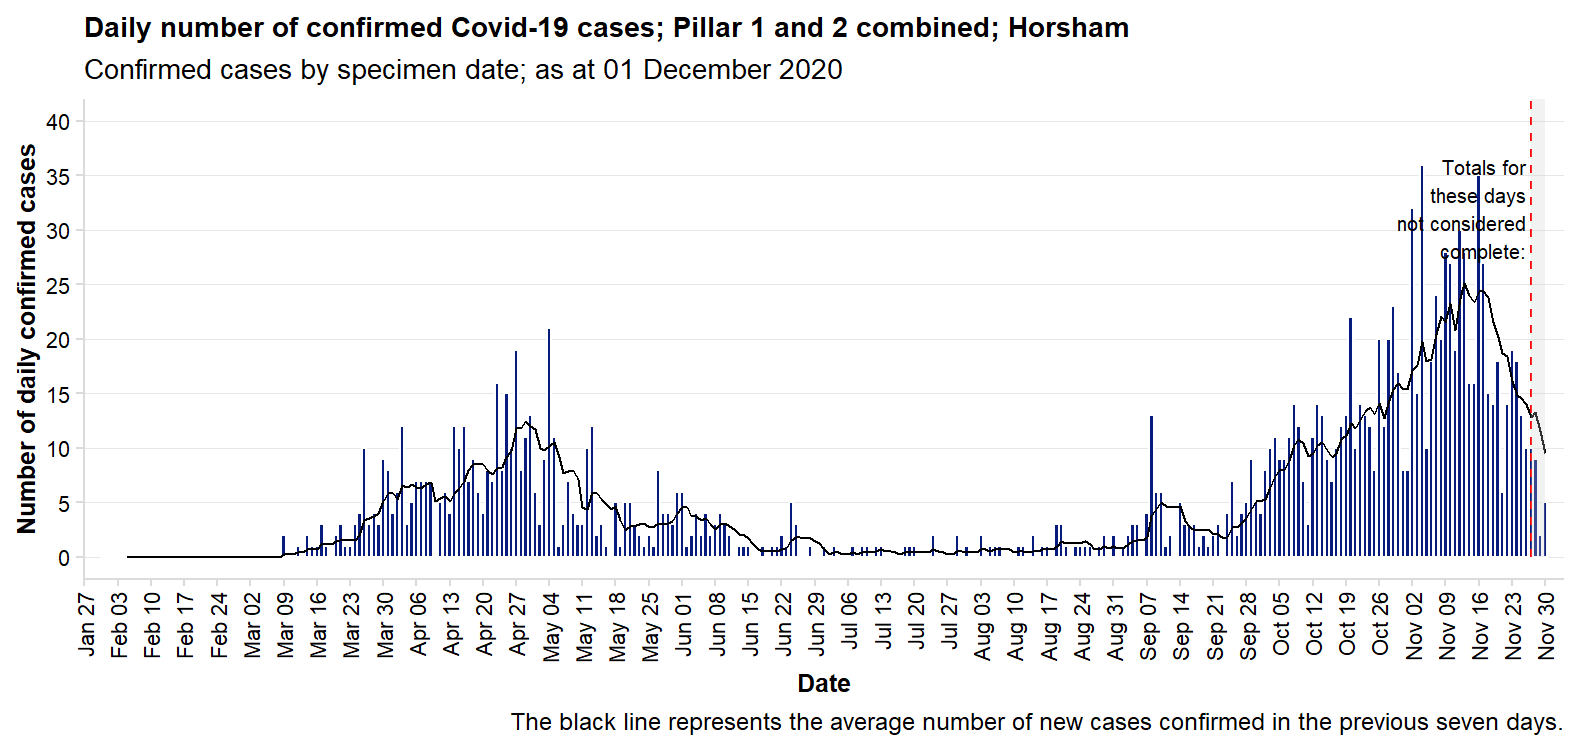 Daily number of confirmed Covid-19 cases; Pillar 1 and 2 combined; Horsham
Confirmed cases by specimen date; as at 01 December 2020
Number of daily confirmed cases
40
35
30
25
20
15
10
5
0
Totals for
these days
not considered
complete:
Jan 27
Feb 03
Feb 10
Feb 17
Feb 24
Mar 02
Mar 09
Mar 16
Mar 23
Mar 30
Apr 06
Apr 13
Apr 20
Apr 27
May 04
May 11
May 18
May 25
Jun 01
Jun 08
Jun 15
Jun 22
Jun 29
Jul 06
Jul 13
Jul 20
Jul 27
Aug 03
Aug 10
Aug 17
Aug 24
Aug 31
Sep 07
Sep 14
Sep 21
Sep 28
Oct 05
Oct 12
Oct 19
Oct 26
Nov 02
Nov 09
Nov 16
Nov 23
Nov 30
Date
The black line represents the average number of new cases confirmed in the previous seven days.